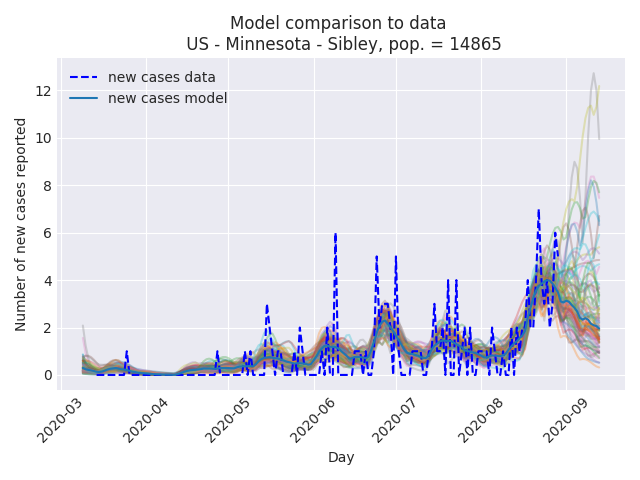 Model comparison to data
US - Minnesota - Sibley, pop. = 14865
new cases data
new cases model
Number of new cases reported
12
10
8
6
4
2
0
2020-03
2020-04
2020-05
2020-06
2020-07
2020-08
2020-09
Day